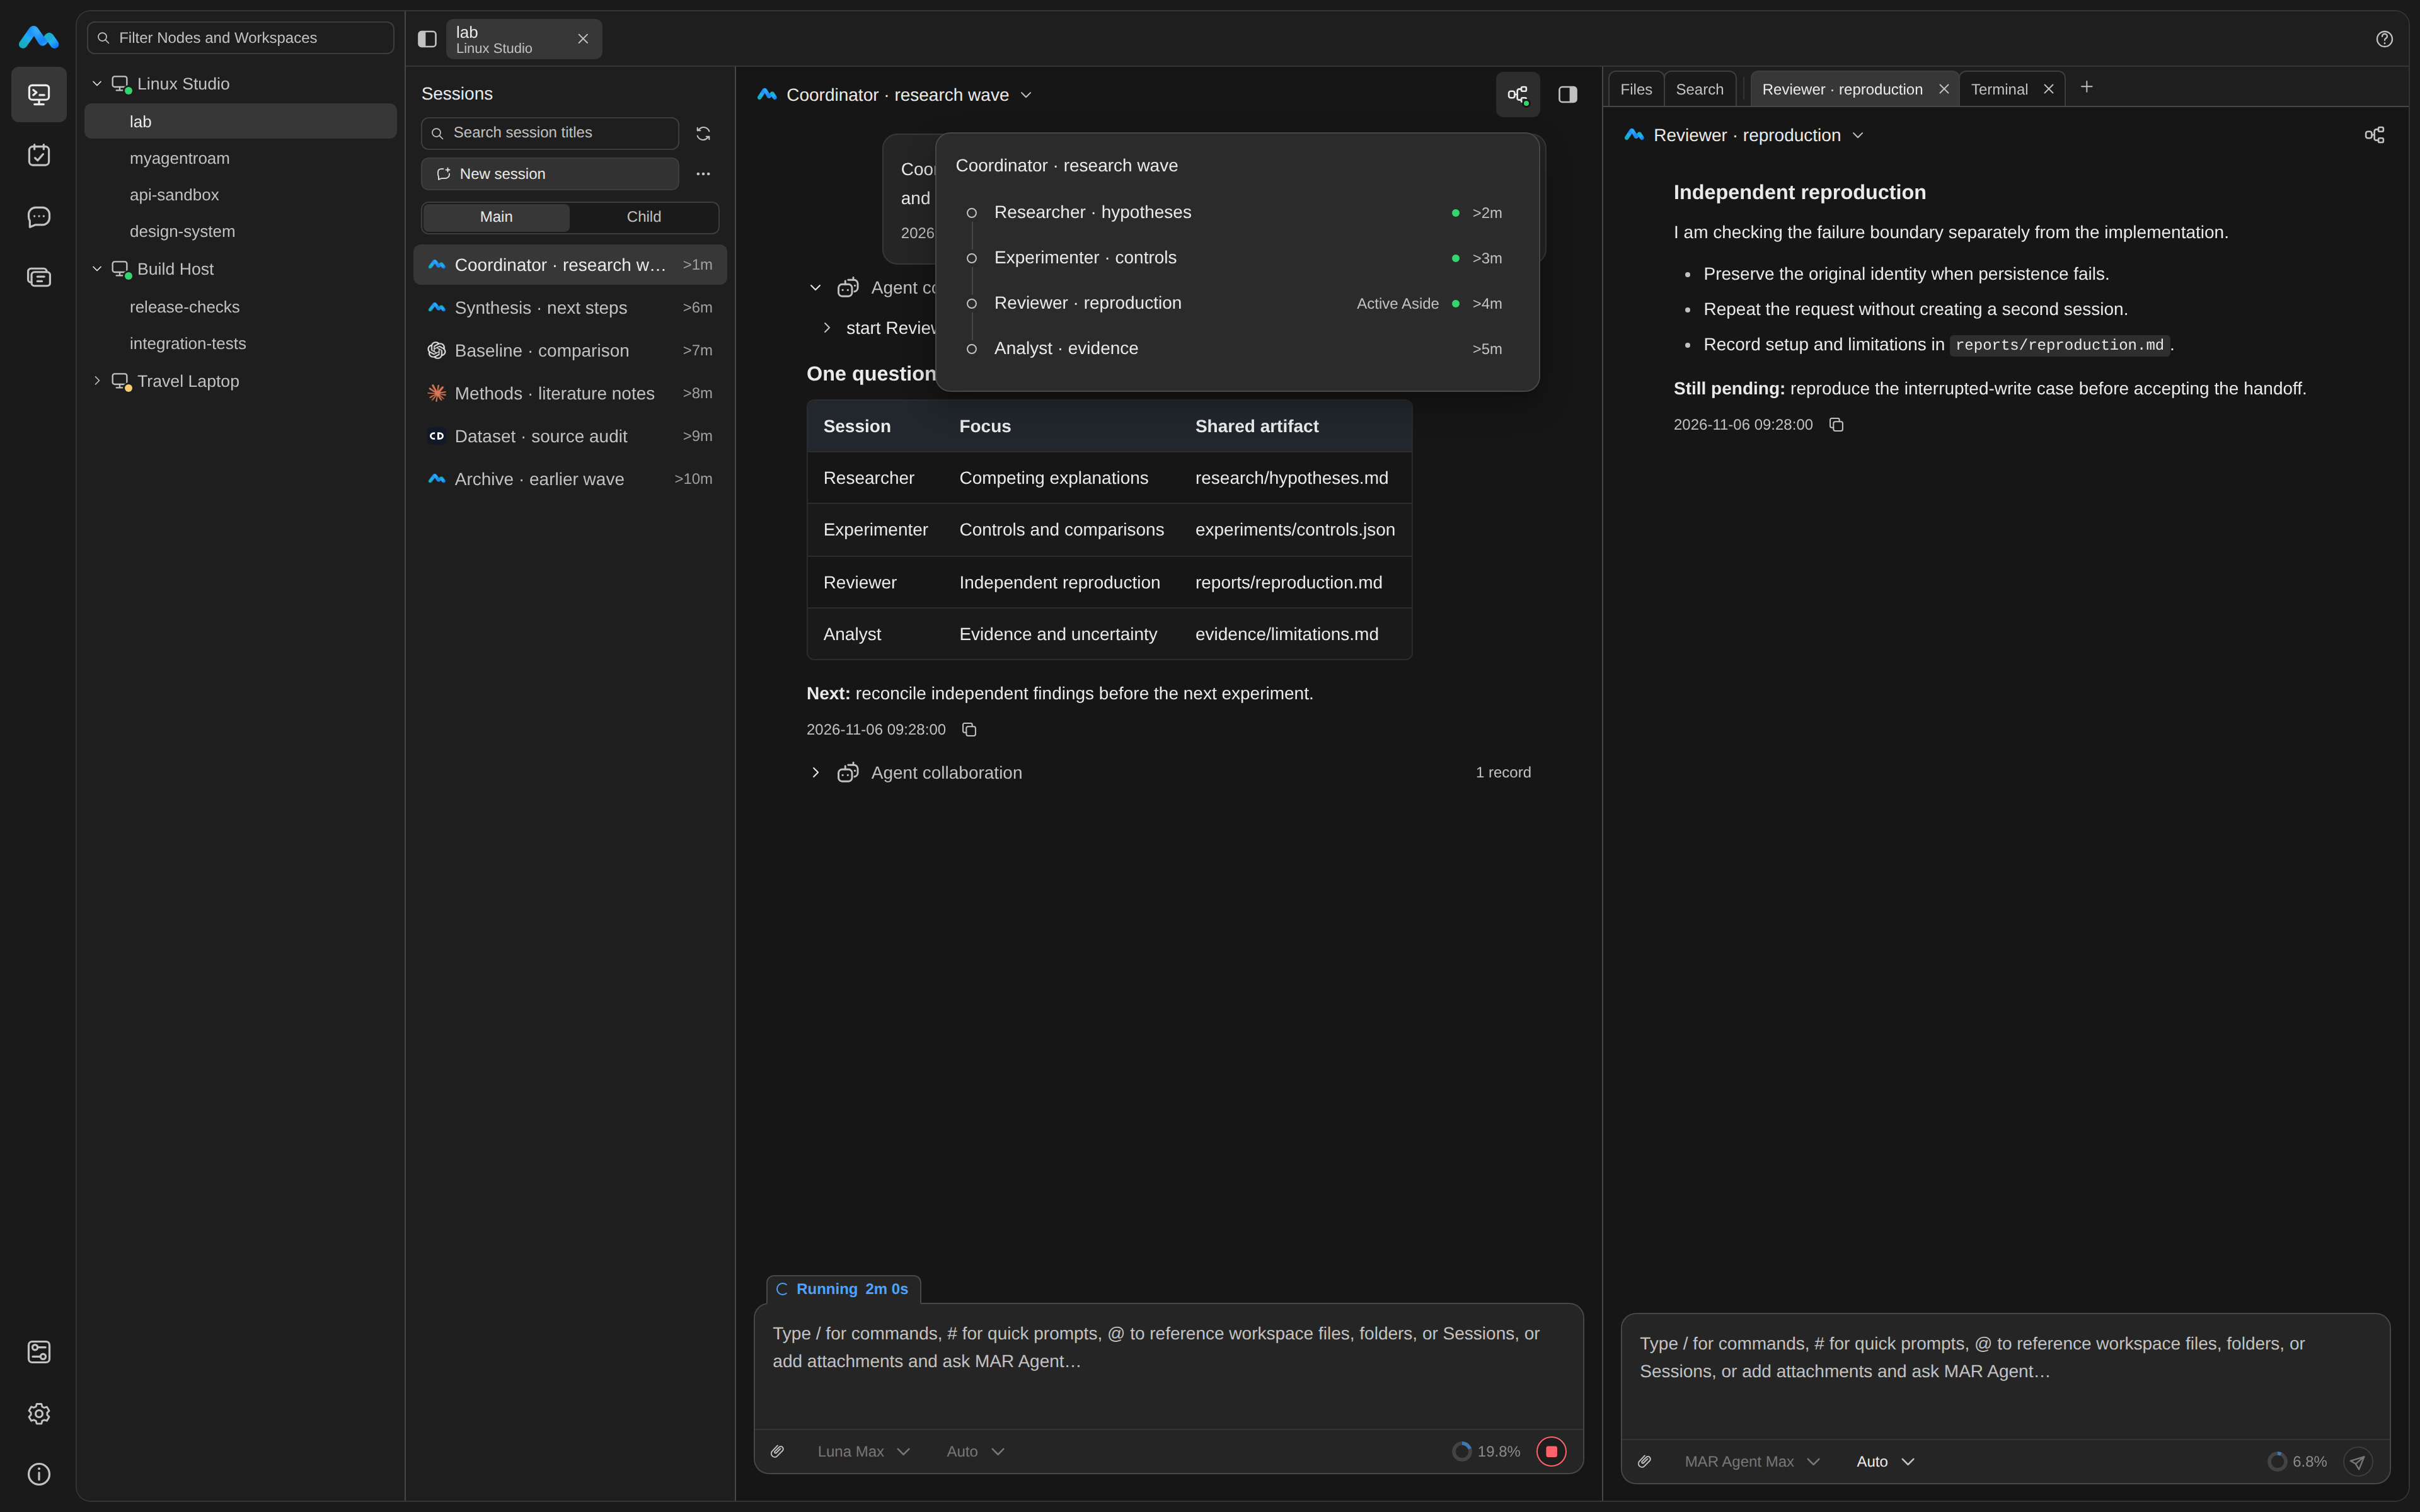 Filter Nodes and Workspaces
Linux Studio
lab
myagentroam
api-sandbox
design-system
Build Host
release-checks
integration-tests
Travel Laptop
lab
Linux Studio
Sessions
Search session titles
New session
Main
Child
Coordinator · research w… >1m
Synthesis · next steps >6m
Baseline · comparison >7m
Methods · literature notes >8m
CD Dataset · source audit >9m
Archive · earlier wave >10m
Coordinator · research wave
and
2026
Agent
start
One question
Coordinator · research wave
Researcher · hypotheses >2m
Experimenter · controls >3m
Reviewer · reproduction Active Aside >4m
Analyst · evidence >5m
Session Focus Shared artifact
Researcher Competing explanations research/hypotheses.md
Experimenter Controls and comparisons experiments/controls.json
Reviewer Independent reproduction reports/reproduction.md
Analyst Evidence and uncertainty evidence/limitations.md
Next: reconcile independent findings before the next experiment.
2026-11-06 09:28:00
Agent collaboration 1 record
Running 2m 0s
Type / for commands, # for quick prompts, @ to reference workspace files, folders, or Sessions, or
add attachments and ask MAR Agent…
Luna Max Auto 19.8%
Files Search Reviewer · reproduction Terminal
Reviewer · reproduction
Independent reproduction
I am checking the failure boundary separately from the implementation.
• Preserve the original identity when persistence fails.
• Repeat the request without creating a second session.
• Record setup and limitations in reports/reproduction.md.
Still pending: reproduce the interrupted-write case before accepting the handoff.
2026-11-06 09:28:00
Type / for commands, # for quick prompts, @ to reference workspace files, folders, or
Sessions, or add attachments and ask MAR Agent…
MAR Agent Max Auto 6.8%